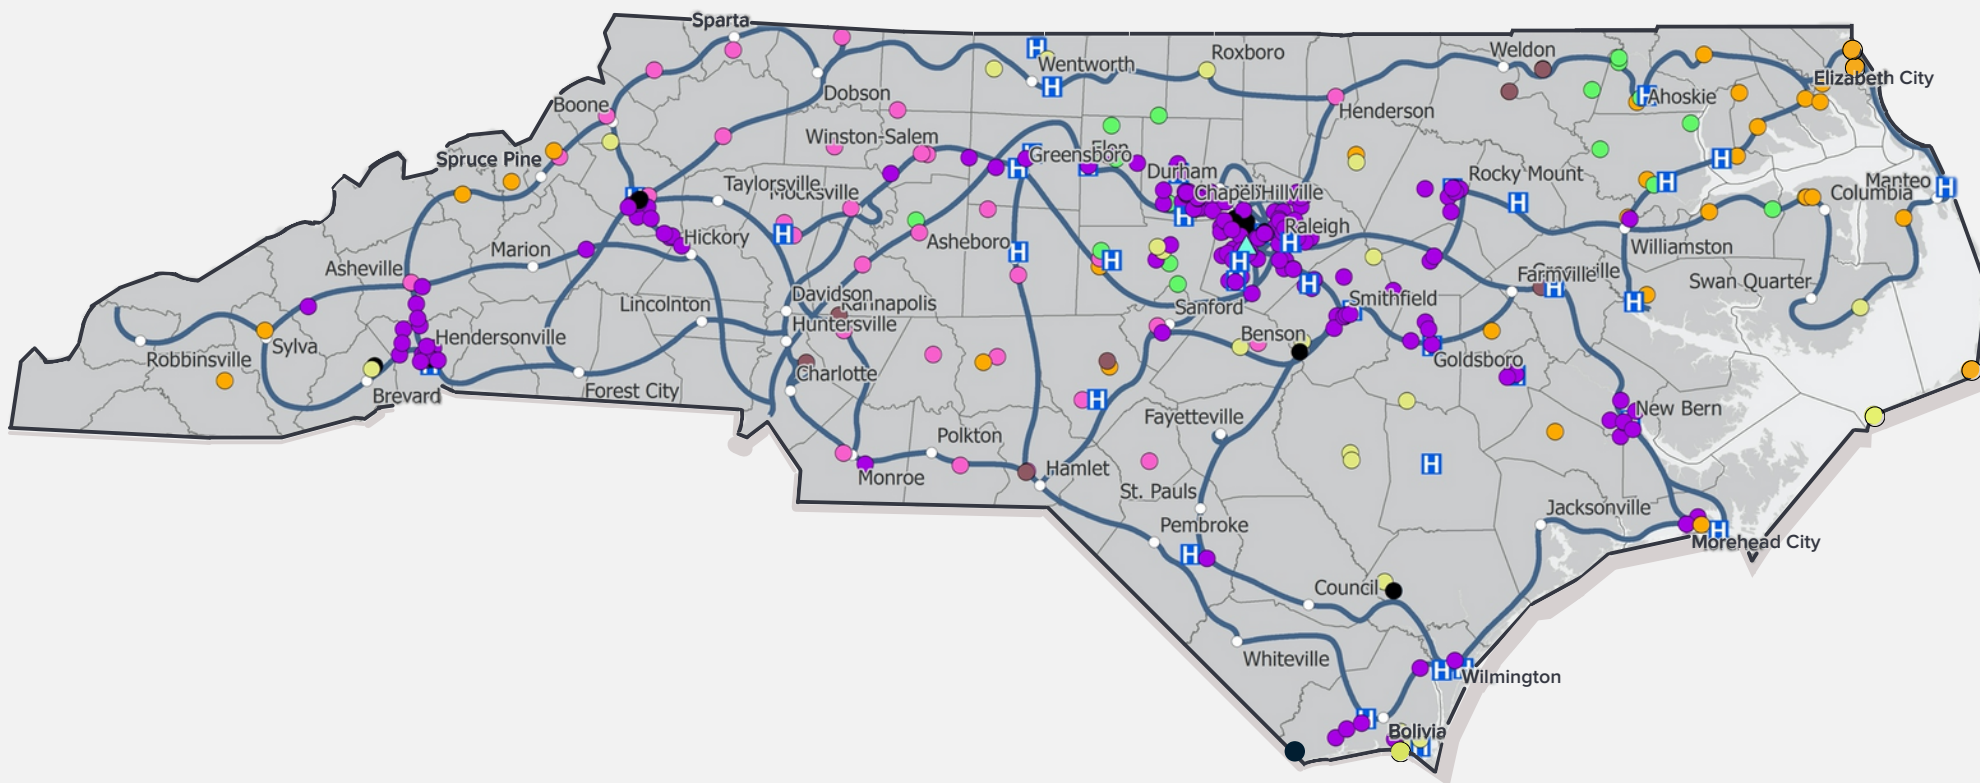 Sparta
Weldon
Roxboro
Wentworth
H
H
Elizabeth City
Dobson
Boone
Henderson
H
Ahoskie
Winston-Salem
Elon
Greensboro
Spruce Pine
H
H
Durham
H
Rocky Mount
Manteo
H
Taylorsville
Mocksville
Chapel Hill
H
H
Columbia
H
Hickory
H
Raleigh
H
Marion
Asheboro
H
H
H
Williamston
Asheville
Farmville
H
Swan Quarter
Davidson
Kannapolis
Lincolnton
Sanford
H
Smithfield
H
Huntersville
Hendersonville
Benson
Sylva
Robbinsville
Goldsboro
H
Charlotte
Brevard
Forest City
H
Fayetteville
New Bern
Polkton
Hamlet
H
Monroe
St. Pauls
Jacksonville
Pembroke
H
Morehead City
H
Council
Whiteville
H
Wilmington
H
Bolivia
H